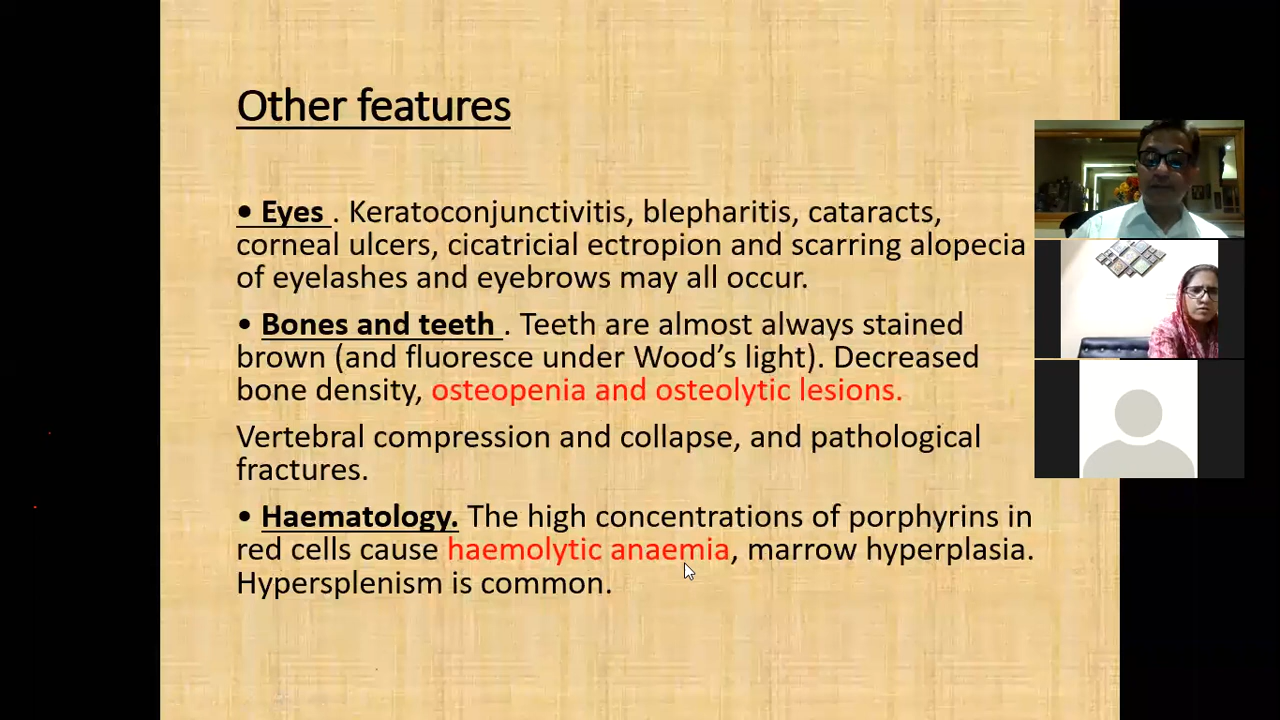 Other features
• Eyes . Keratoconjunctivitis, blepharitis, cataracts,
corneal ulcers, cicatricial ectropion and scarring alopecia
of eyelashes and eyebrows may all occur.
• Bones and teeth . Teeth are almost always stained
brown (and fluoresce under Wood’s light). Decreased
bone density, osteopenia and osteolytic lesions.
Vertebral compression and collapse, and pathological
fractures.
• Haematology. The high concentrations of porphyrins in
red cells cause haemolytic anaemia, marrow hyperplasia.
Hypersplenism is common.